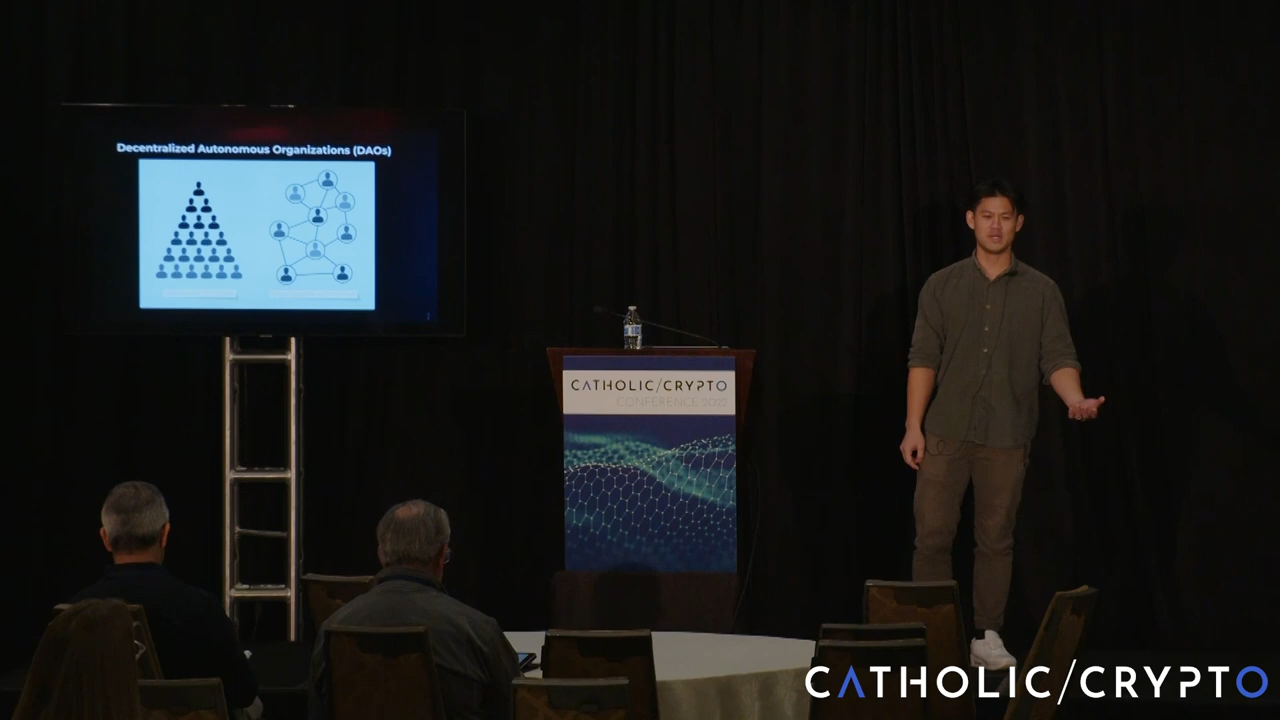 Decentralized Autonomous Organizations (DAOs)
CATHOLIC/CRYPTO
CONFERENCE 2022
CATHOLIC/CRYPTO